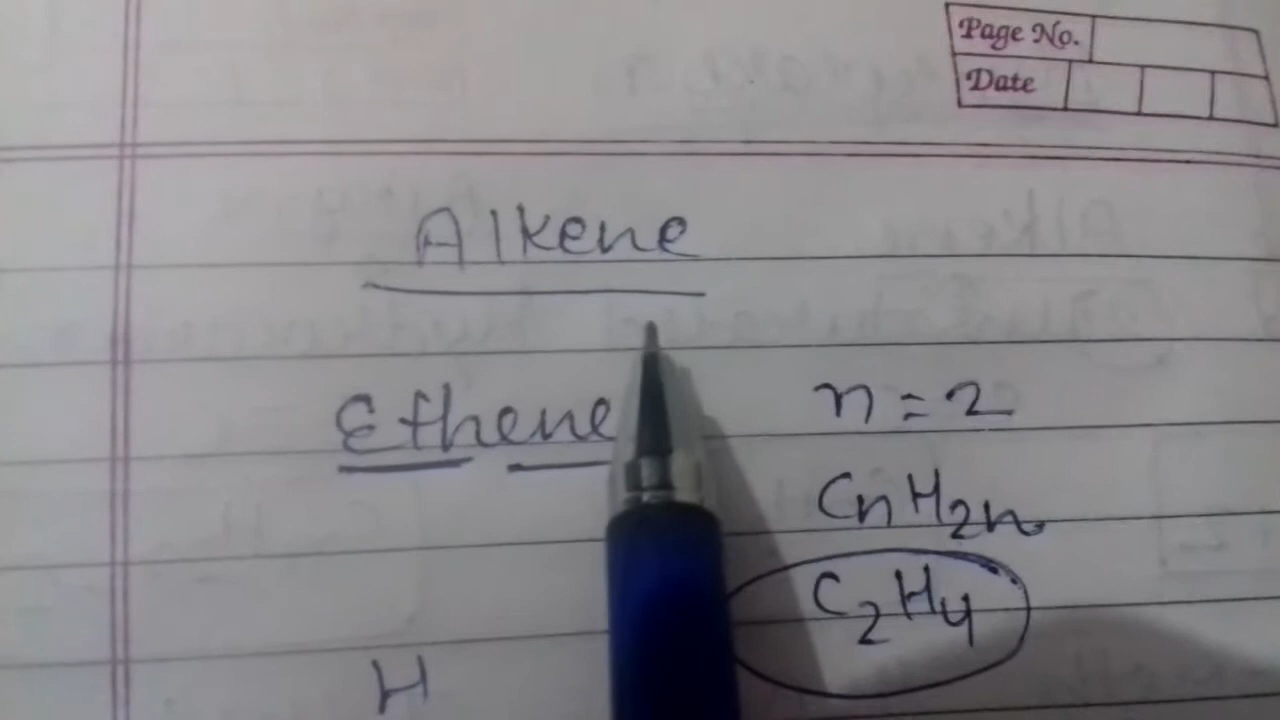 Page No.
Date
Alkene
Ethene n = 2
CnH2n
C2H4
H